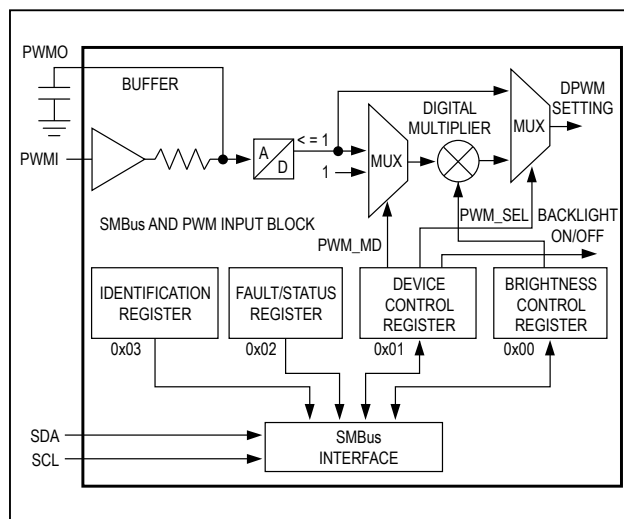 PWMO
BUFFER
PWMI
A
D
<= 1
1
MUX
DIGITAL
MULTIPLIER
MUX
DPWM
SETTING
SMBus AND PWM INPUT BLOCK
PWM_MD
PWM_SEL
BACKLIGHT
ON/OFF
IDENTIFICATION
REGISTER
0x03
FAULT/STATUS
REGISTER
0x02
DEVICE
CONTROL
REGISTER
0x01
BRIGHTNESS
CONTROL
REGISTER
0x00
SDA
SCL
SMBus
INTERFACE